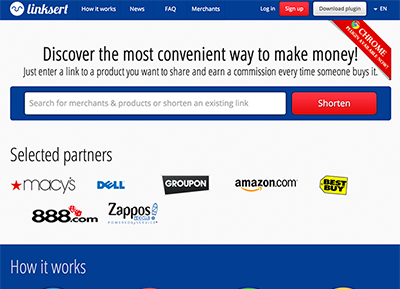 linksert
How it works
News
FAQ
Merchants
Log in
Sign up
Download plugin
EN
CHROME
PLUGIN AVAILABLE NOW!
Discover the most convenient way to make money!
Just enter a link to a product you want to share and earn a commission every time someone buys it.
Search for merchants & products or shorten an existing link
Shorten
Selected partners
macy's
DELL
GROUPON
amazon.com
BEST
BUY
888.com
Zappos
.com
How it works